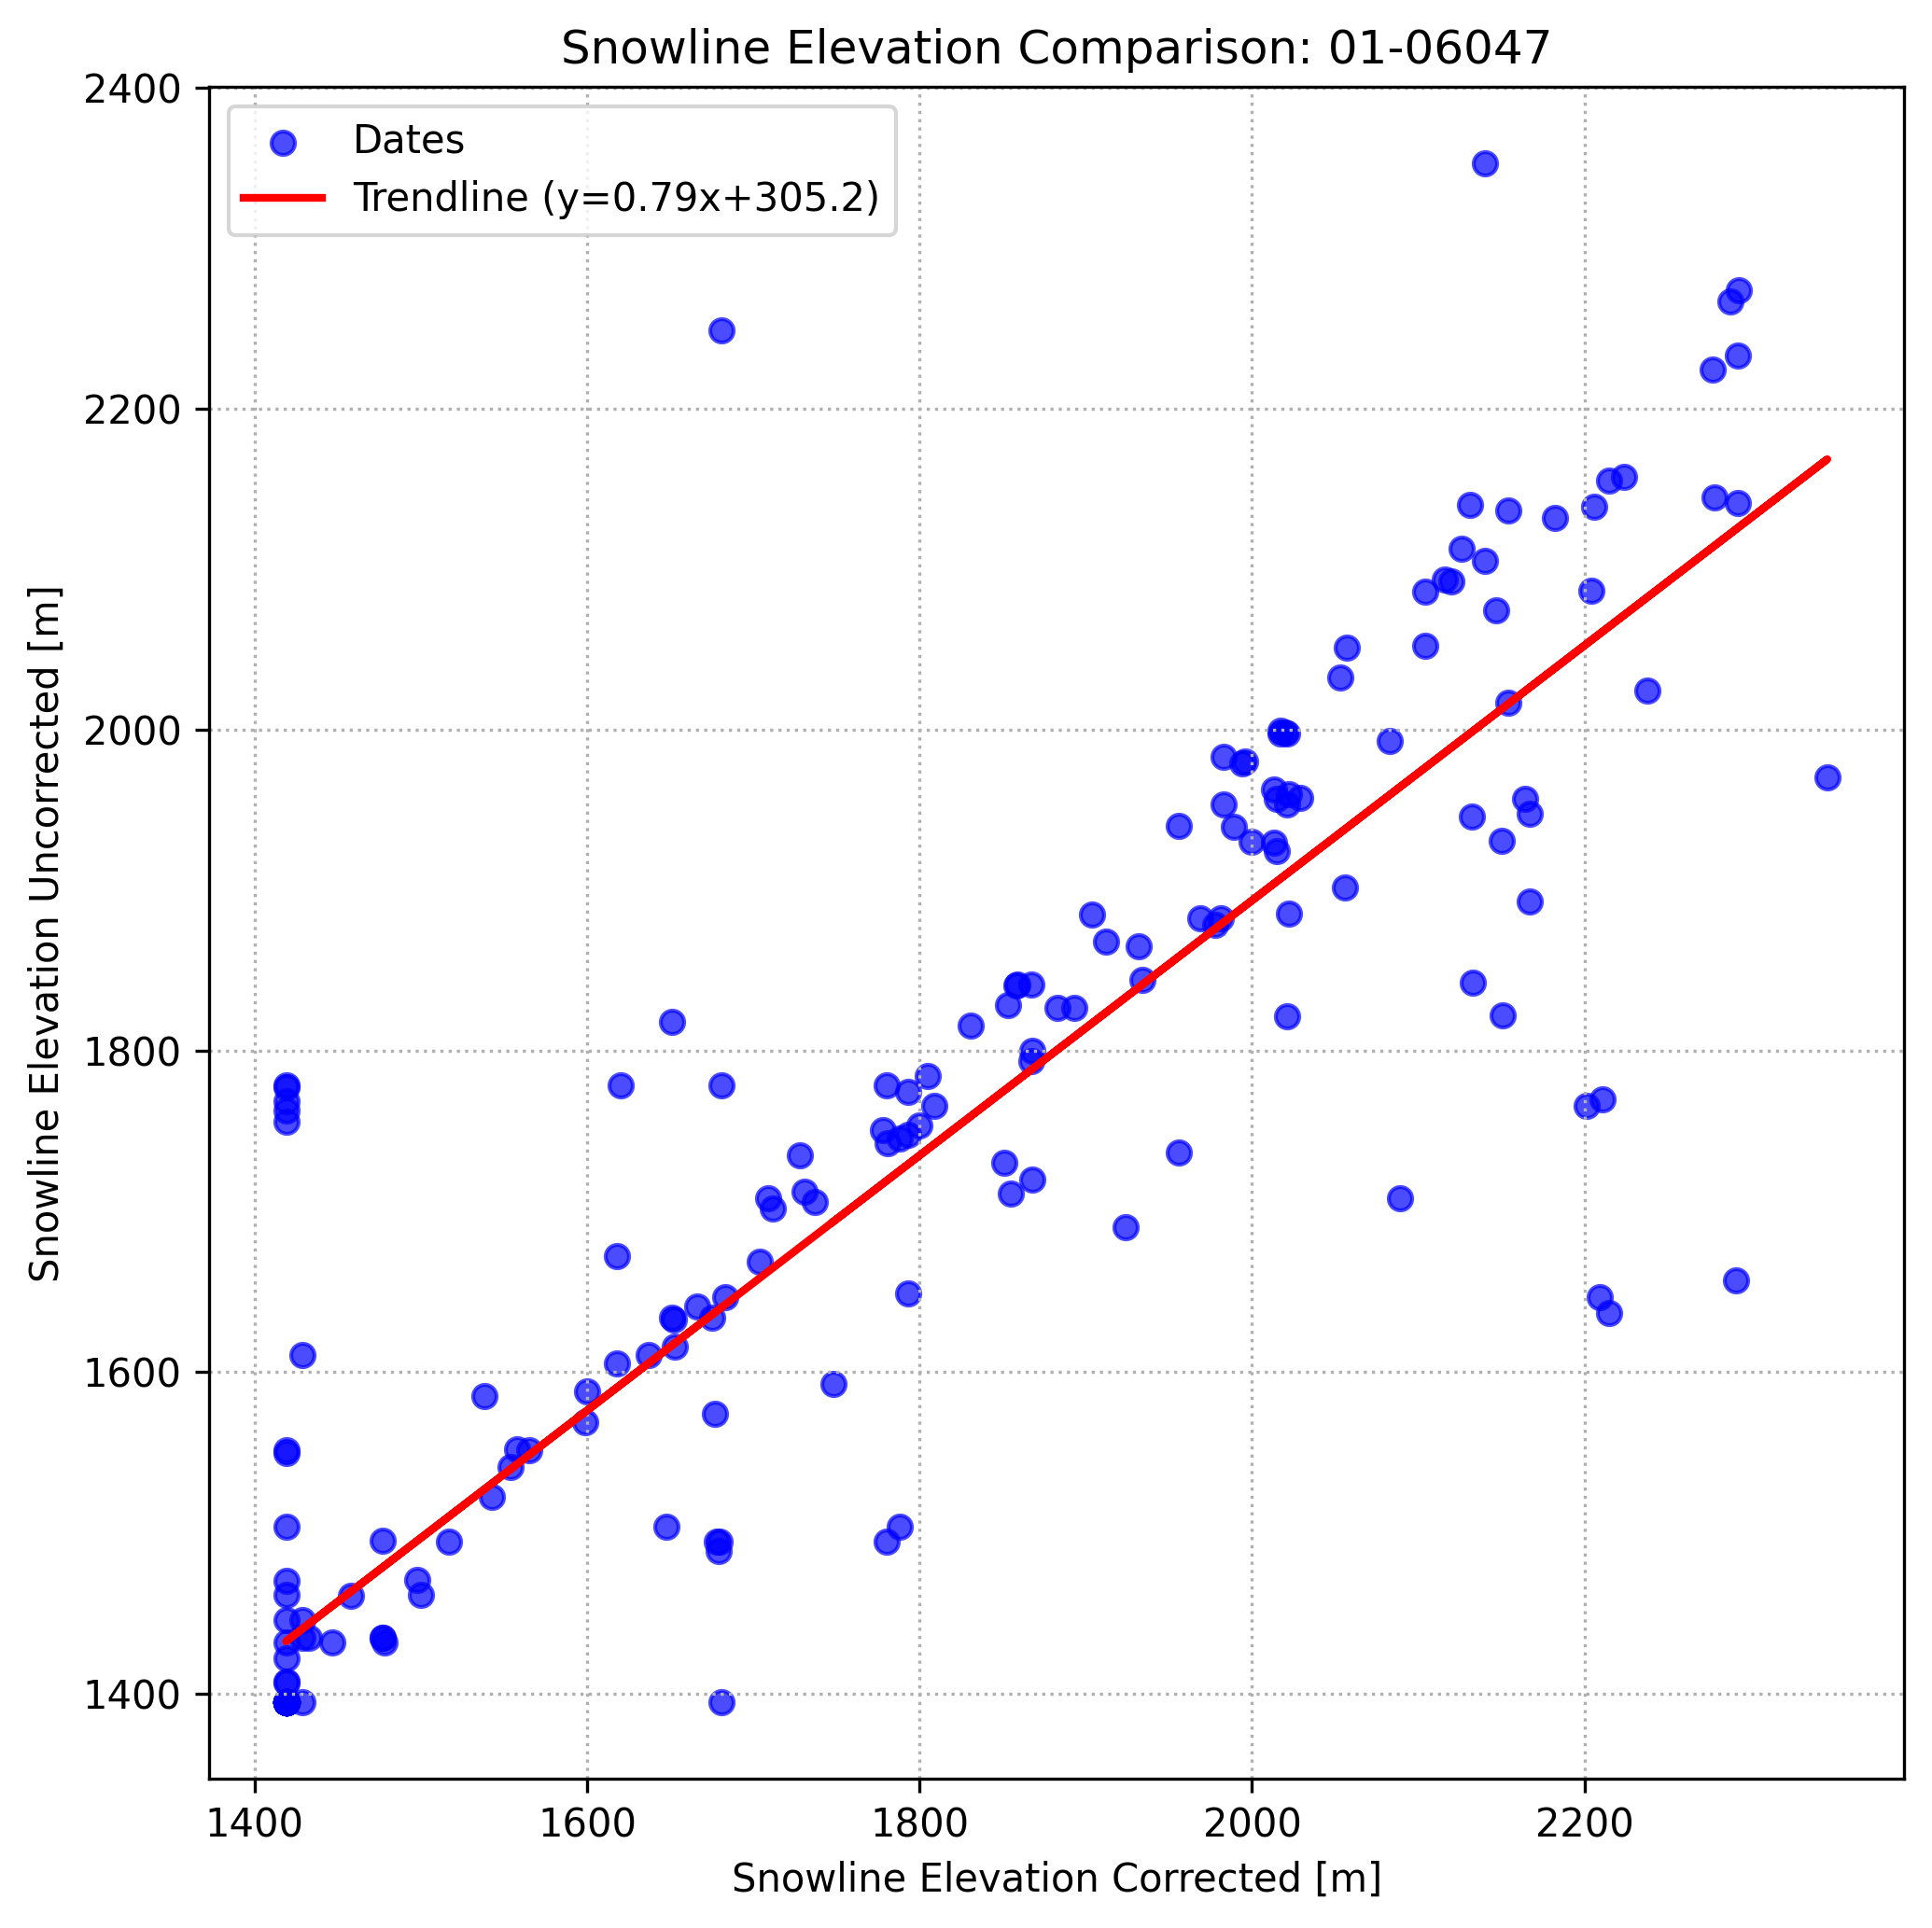 Snowline Elevation Comparison: 01-06047
Dates
Trendline (y=0.79x+305.2)
Snowline Elevation Uncorrected [m]
2400
2200
2000
1800
1600
1400
1400 1600 1800 2000 2200
Snowline Elevation Corrected [m]